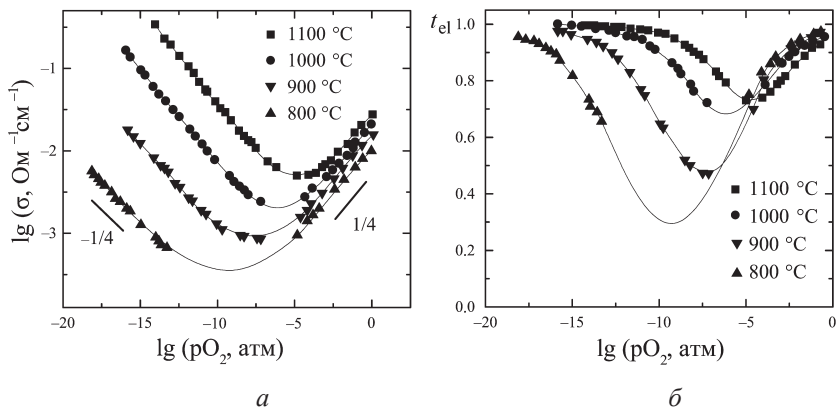 lg (σ, Ом⁻¹см⁻¹)
−1
−2
−3
1100 °C
1000 °C
900 °C
800 °C
−1/4
1/4
−20 −15 −10 −5 0
lg (pO₂, атм)
а
tel
1.0
0.8
0.6
0.4
0.2
0.0
1100 °C
1000 °C
900 °C
800 °C
−20 −15 −10 −5 0
lg (pO₂, атм)
б